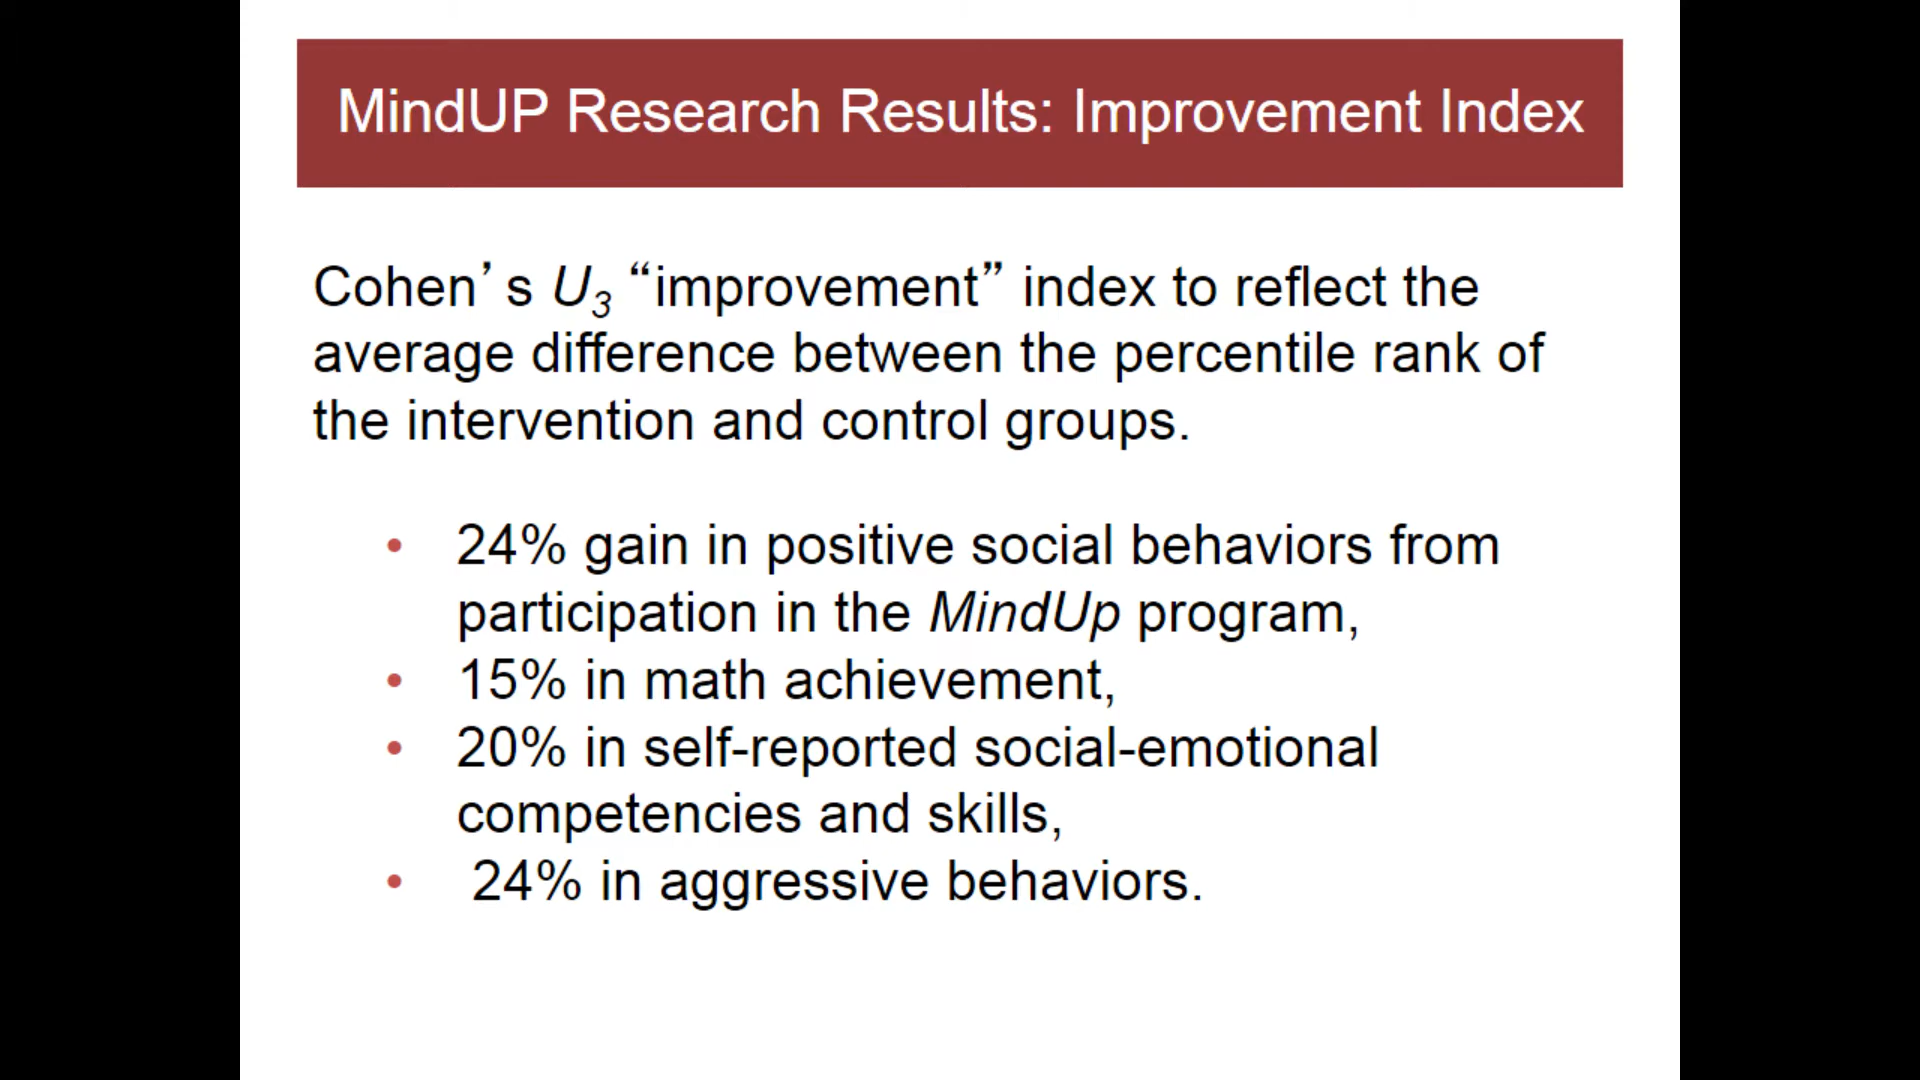 MindUP Research Results: Improvement Index
Cohen’s U3 “improvement” index to reflect the
average difference between the percentile rank of
the intervention and control groups.
• 24% gain in positive social behaviors from
participation in the MindUp program,
• 15% in math achievement,
• 20% in self-reported social-emotional
competencies and skills,
• 24% in aggressive behaviors.